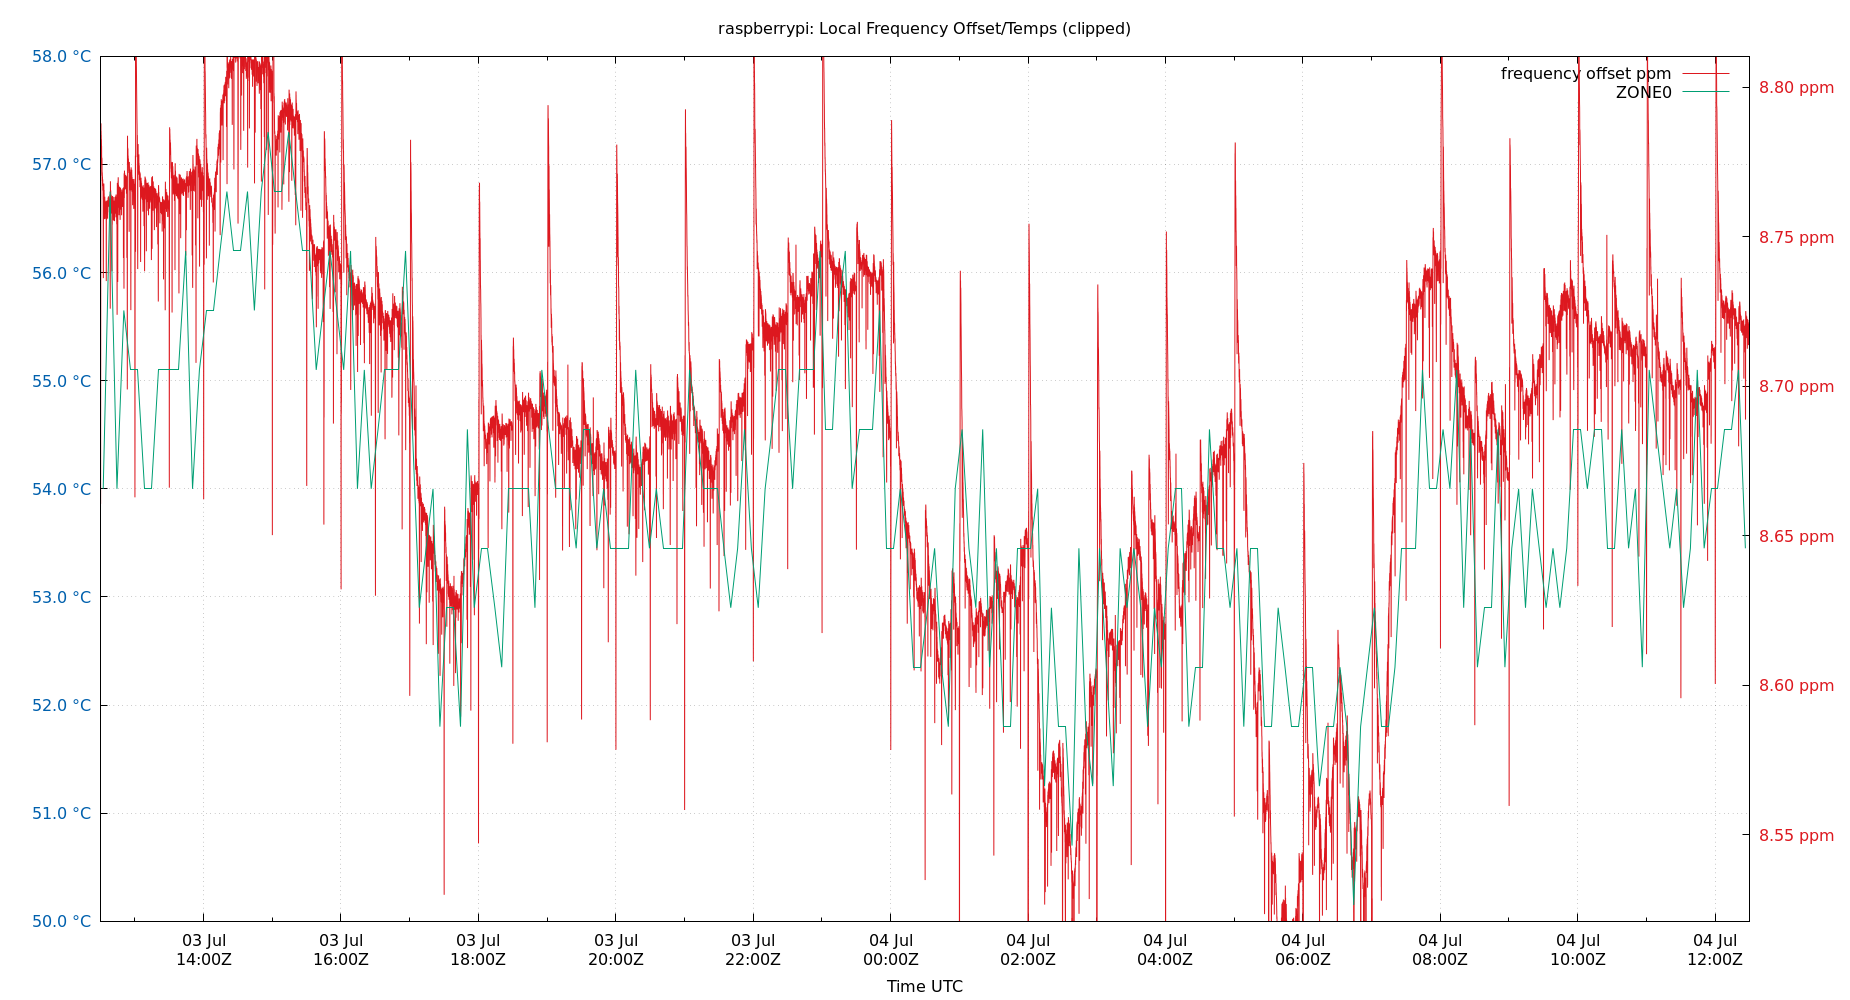 raspberrypi: Local Frequency Offset/Temps (clipped)
frequency offset ppm
ZONE0
58.0 °C
57.0 °C
56.0 °C
55.0 °C
54.0 °C
53.0 °C
52.0 °C
51.0 °C
50.0 °C
8.80 ppm
8.75 ppm
8.70 ppm
8.65 ppm
8.60 ppm
8.55 ppm
03 Jul
14:00Z
03 Jul
16:00Z
03 Jul
18:00Z
03 Jul
20:00Z
03 Jul
22:00Z
04 Jul
00:00Z
04 Jul
02:00Z
04 Jul
04:00Z
04 Jul
06:00Z
04 Jul
08:00Z
04 Jul
10:00Z
04 Jul
12:00Z
Time UTC